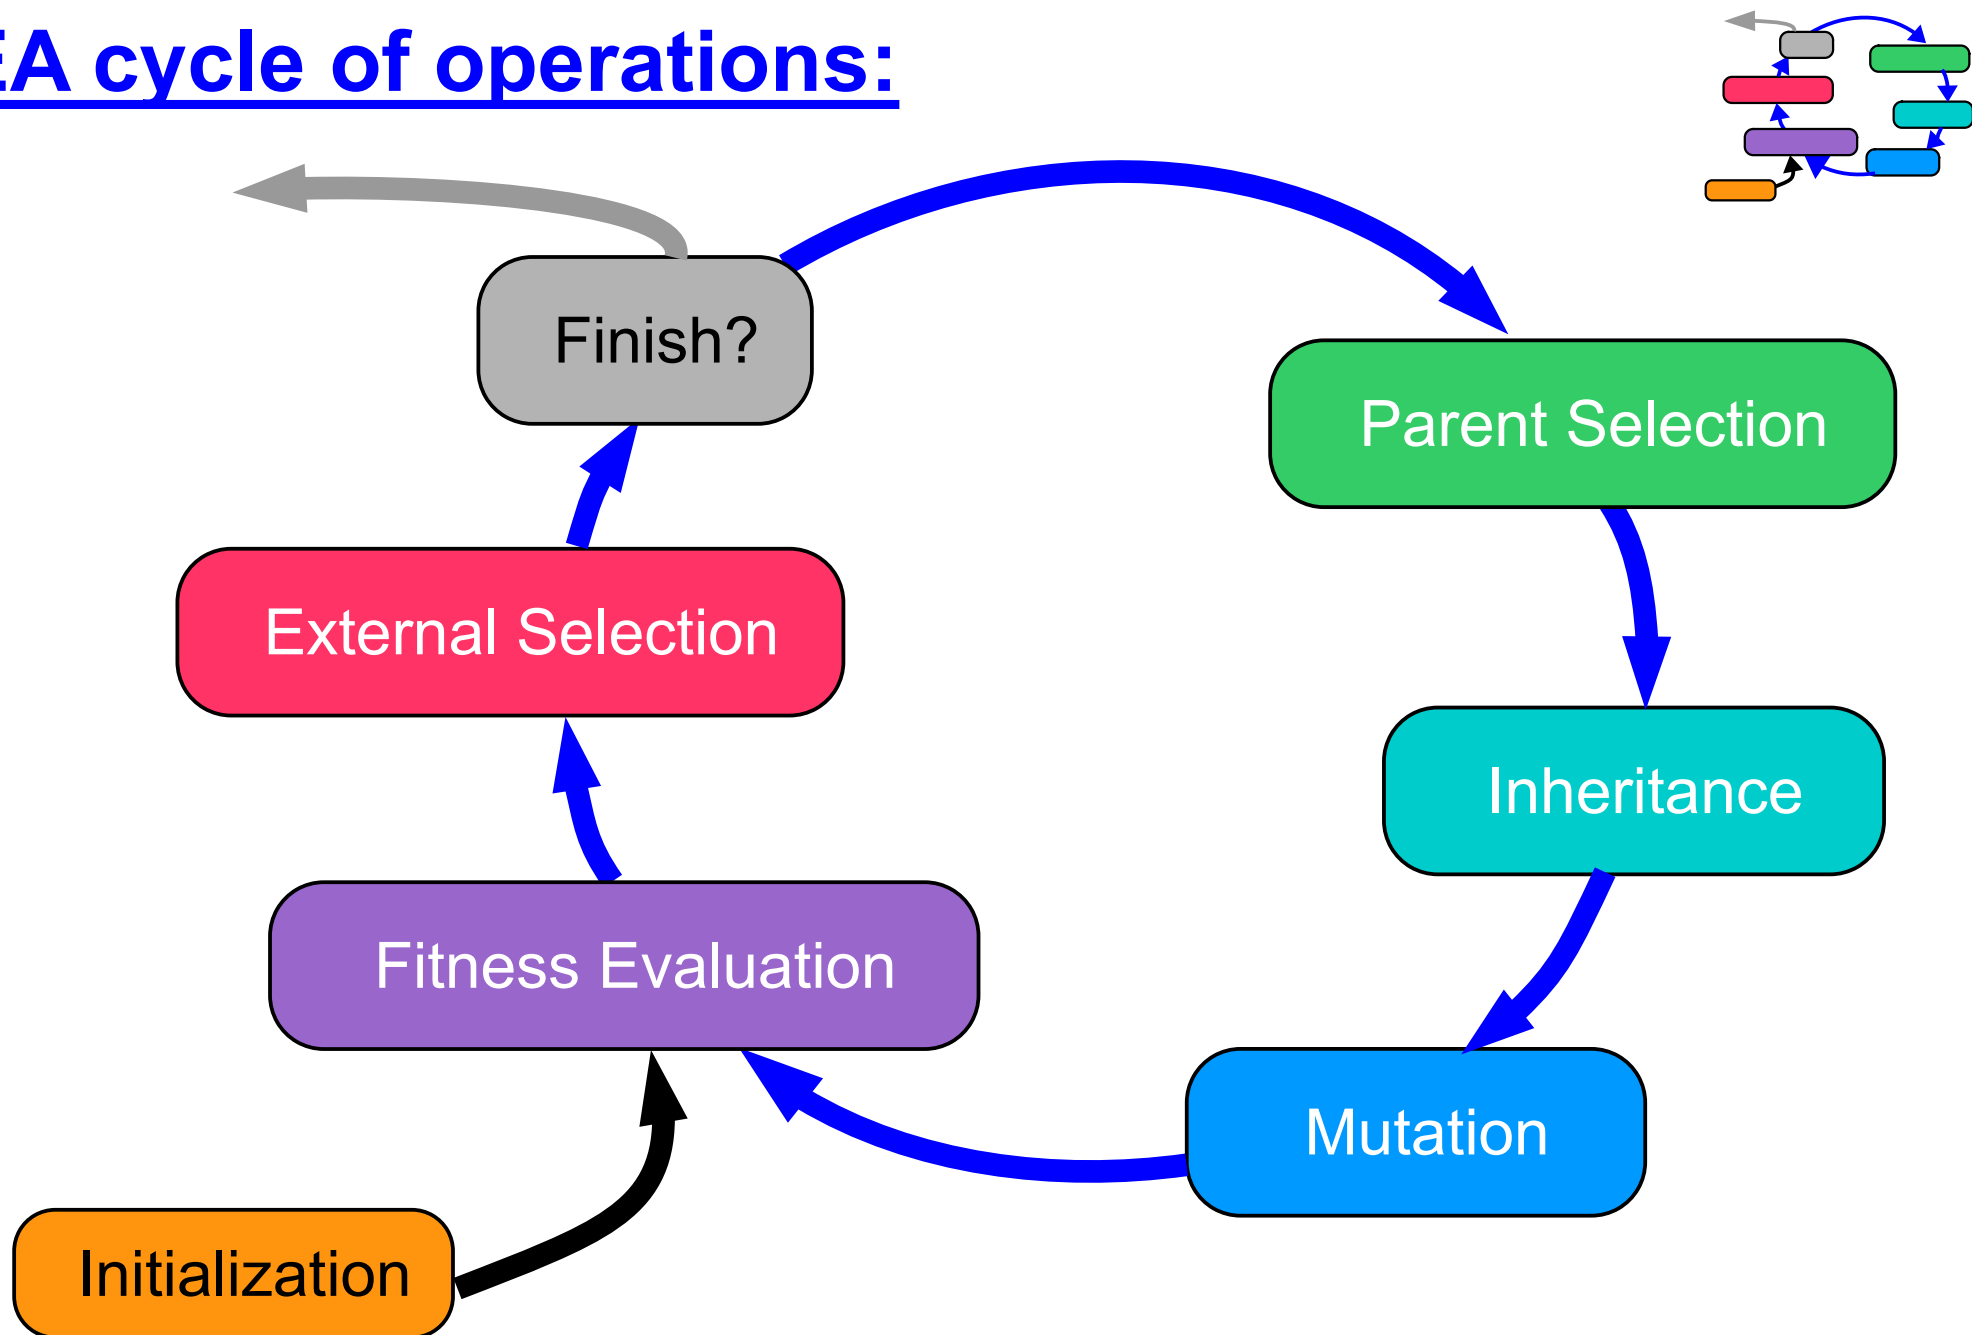 EA cycle of operations:
Finish?
Parent Selection
External Selection
Inheritance
Fitness Evaluation
Mutation
Initialization